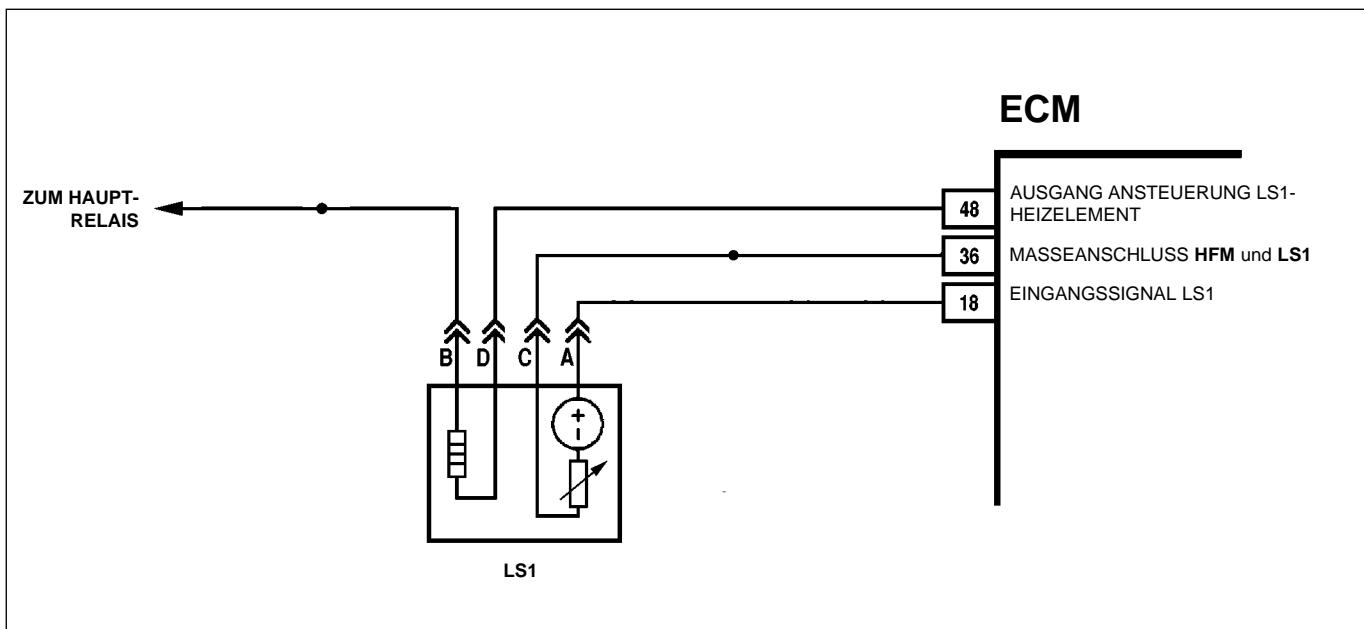 ECM
ZUM HAUPT-
RELAIS
48
AUSGANG ANSTEUERUNG LS1-
HEIZELEMENT
36
MASSEANSCHLUSS HFM und LS1
18
EINGANGSSIGNAL LS1
B
D
C
A
+
-
LS1